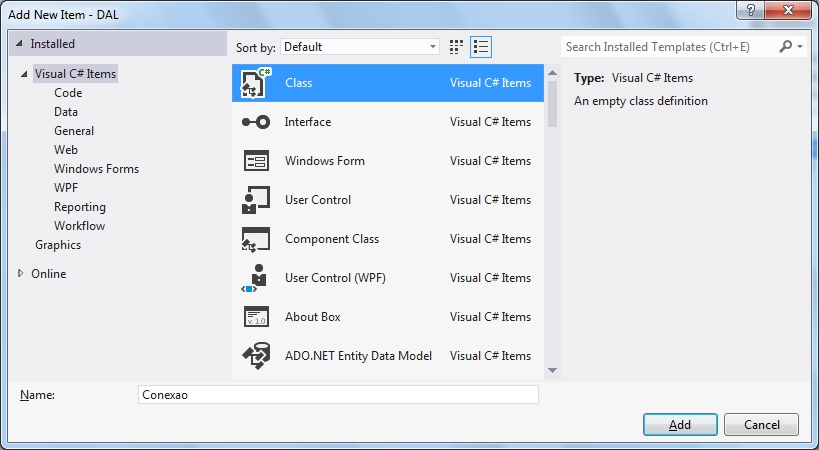 Add New Item - DAL
?
Installed
Sort by: Default
Search Installed Templates (Ctrl+E)
Visual C# Items
Code
Data
General
Web
Windows Forms
WPF
Reporting
Workflow
Graphics
Online
C#
Class Visual C# Items
Interface Visual C# Items
Windows Form Visual C# Items
User Control Visual C# Items
Component Class Visual C# Items
User Control (WPF) Visual C# Items
v. 1.0
About Box Visual C# Items
ADO.NET Entity Data Model Visual C# Items
Type: Visual C# Items
An empty class definition
Name: Conexao
Add Cancel